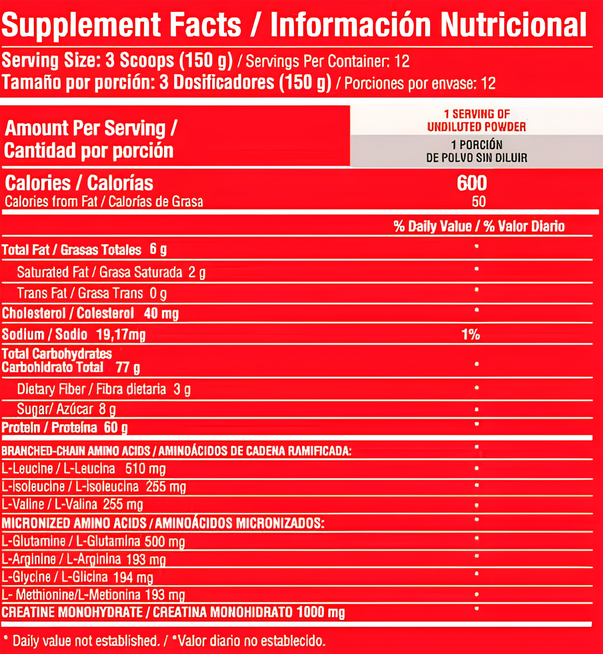 Supplement Facts / Información Nutricional
Serving Size: 3 Scoops (150 g) / Servings Per Container: 12
Tamaño por porción: 3 Dosificadores (150 g) / Porciones por envase: 12
Amount Per Serving /
Cantidad por porción
1 SERVING OF
UNDILUTED POWDER
1 PORCIÓN
DE POLVO SIN DILUIR
Calories / Calorías 600
Calories from Fat / Calorías de Grasa 50
% Daily Value / % Valor Diario
Total Fat / Grasas Totales 6 g *
Saturated Fat / Grasa Saturada 2 g *
Trans Fat / Grasa Trans 0 g *
Cholesterol / Colesterol 40 mg *
Sodium / Sodio 19,17mg 1%
Total Carbohydrates
Carbohidrato Total 77 g *
Dietary Fiber / Fibra dietaria 3 g *
Sugar/ Azúcar 8 g *
Protein / Proteína 60 g *
BRANCHED-CHAIN AMINO ACIDS / AMINOÁCIDOS DE CADENA RAMIFICADA: *
L-Leucine / L-Leucina 510 mg *
L-Isoleucine / L-Isoleucina 255 mg *
L-Valine / L-Valina 255 mg *
MICRONIZED AMINO ACIDS / AMINOÁCIDOS MICRONIZADOS: *
L-Glutamine / L-Glutamina 500 mg *
L-Arginine / L-Arginina 193 mg *
L-Glycine / L-Glicina 194 mg *
L- Methionine/L-Metionina 193 mg *
CREATINE MONOHYDRATE / CREATINA MONOHIDRATO 1000 mg *
* Daily value not established. / *Valor diario no establecido.